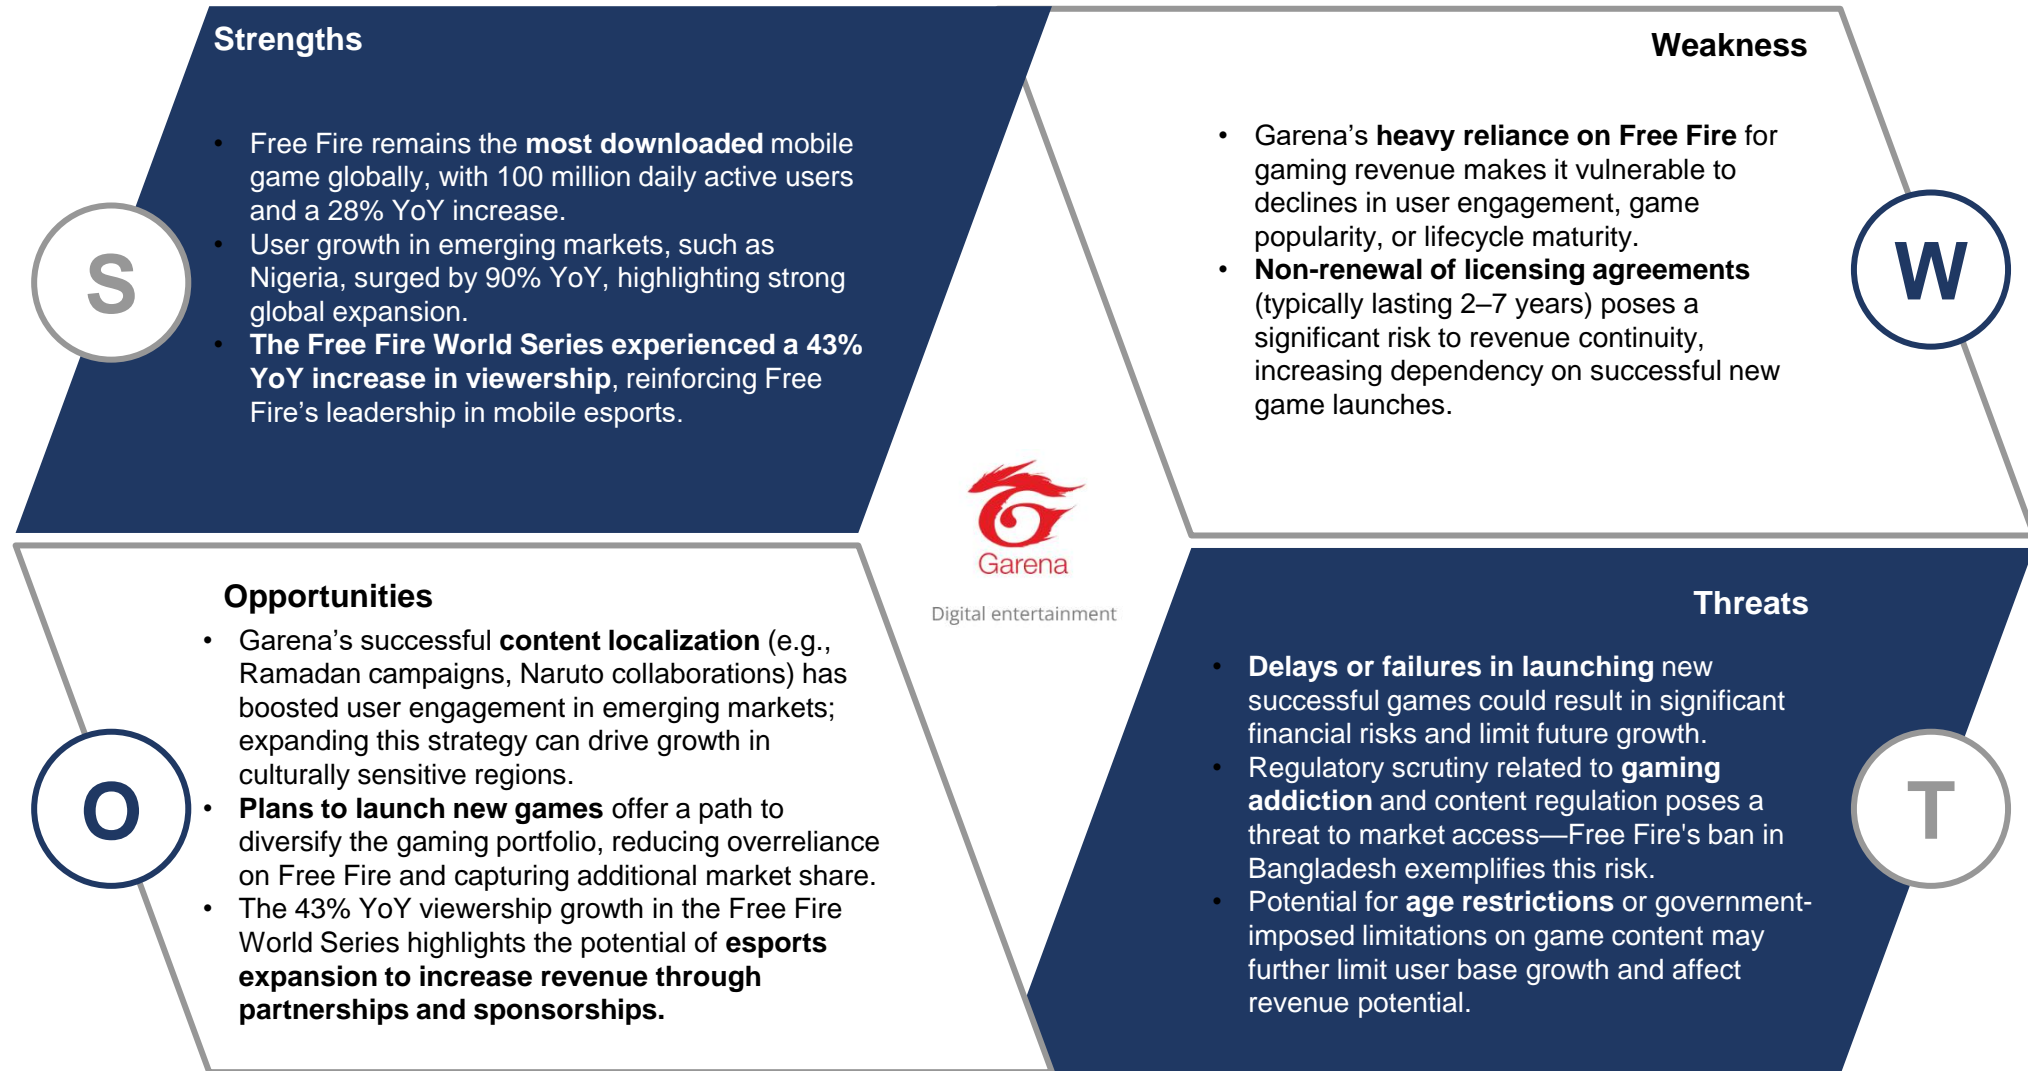 Strengths
• Free Fire remains the most downloaded mobile
game globally, with 100 million daily active users
and a 28% YoY increase.
• User growth in emerging markets, such as
Nigeria, surged by 90% YoY, highlighting strong
global expansion.
• The Free Fire World Series experienced a 43%
YoY increase in viewership, reinforcing Free
Fire’s leadership in mobile esports.
S
Weakness
• Garena’s heavy reliance on Free Fire for
gaming revenue makes it vulnerable to
declines in user engagement, game
popularity, or lifecycle maturity.
• Non-renewal of licensing agreements
(typically lasting 2–7 years) poses a
significant risk to revenue continuity,
increasing dependency on successful new
game launches.
W
Garena
Digital entertainment
Opportunities
• Garena’s successful content localization (e.g.,
Ramadan campaigns, Naruto collaborations) has
boosted user engagement in emerging markets;
expanding this strategy can drive growth in
culturally sensitive regions.
• Plans to launch new games offer a path to
diversify the gaming portfolio, reducing overreliance
on Free Fire and capturing additional market share.
• The 43% YoY viewership growth in the Free Fire
World Series highlights the potential of esports
expansion to increase revenue through
partnerships and sponsorships.
O
Threats
• Delays or failures in launching new
successful games could result in significant
financial risks and limit future growth.
• Regulatory scrutiny related to gaming
addiction and content regulation poses a
threat to market access—Free Fire's ban in
Bangladesh exemplifies this risk.
• Potential for age restrictions or government-
imposed limitations on game content may
further limit user base growth and affect
revenue potential.
T